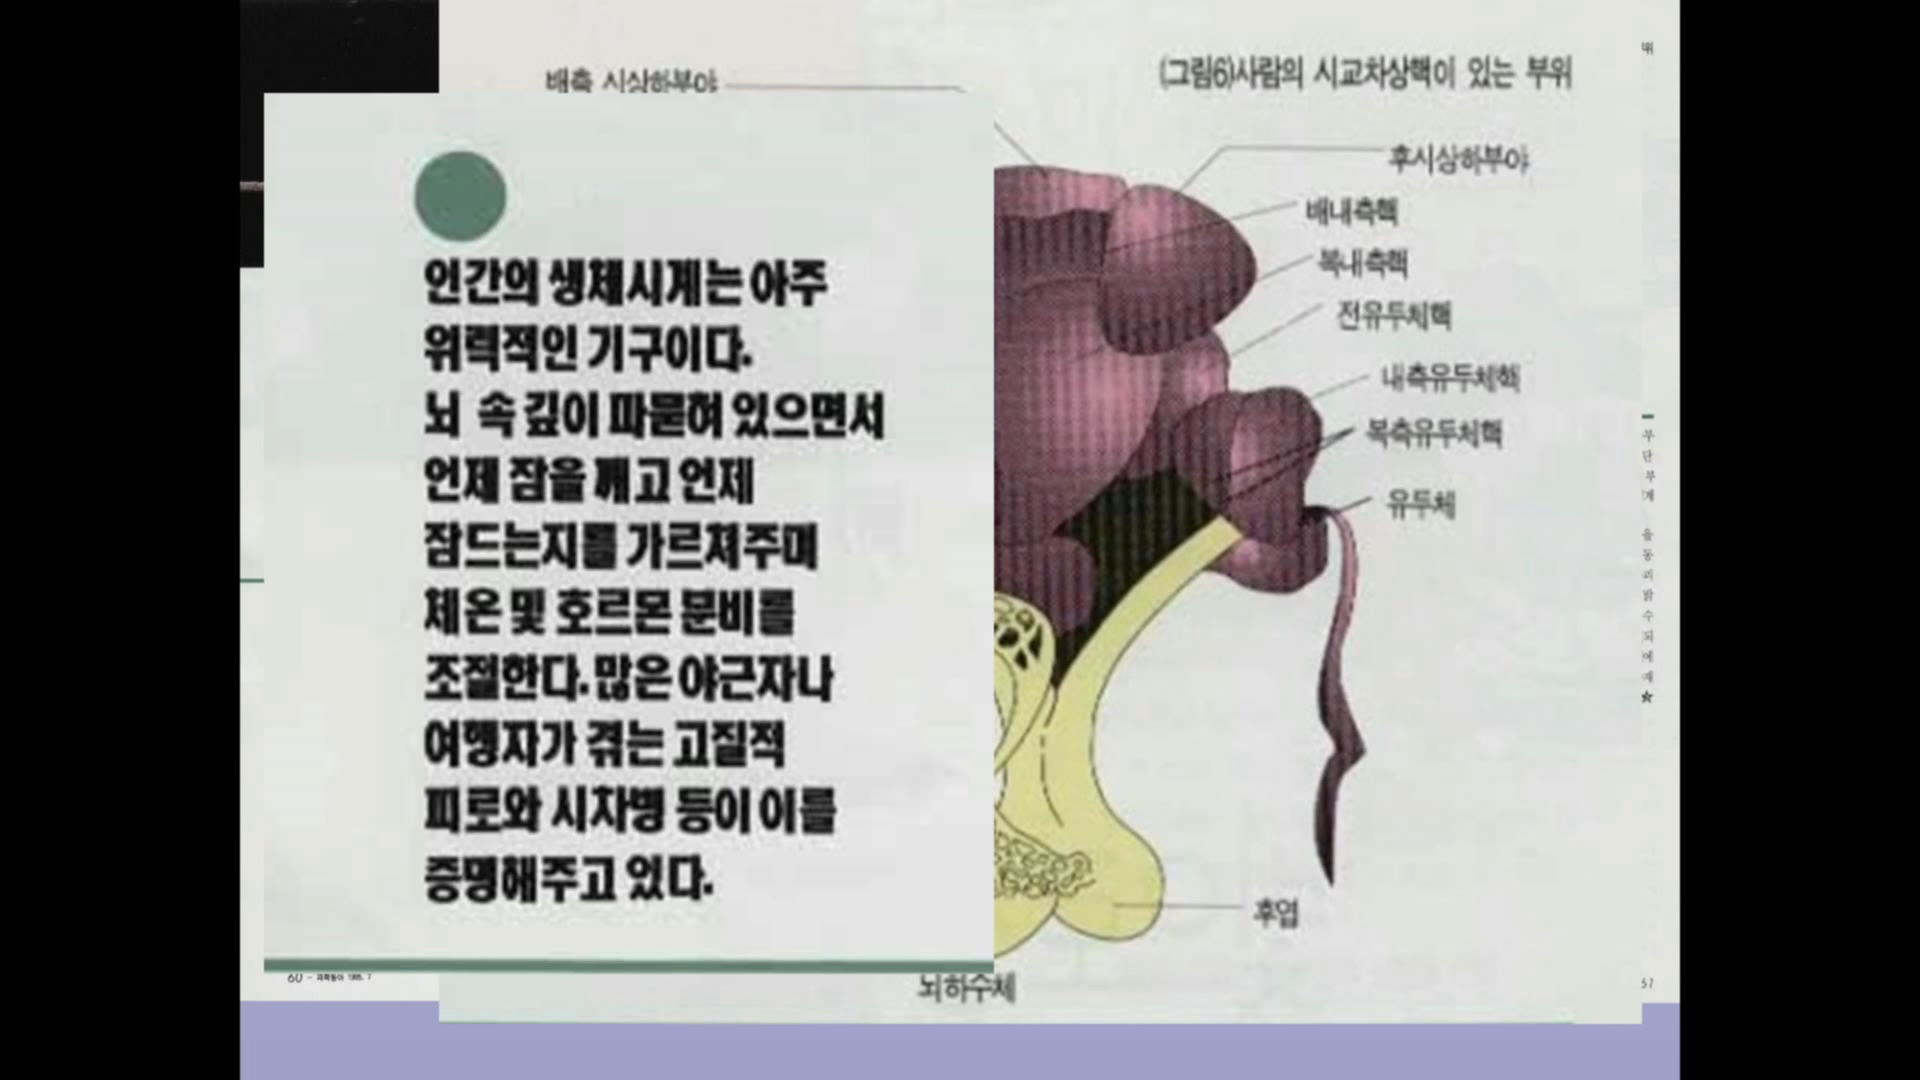 배측 시상하부야
(그림6)사람의 시교차상핵이 있는 부위
후시상하부야
배내측핵
복내측핵
전유두체핵
내측유두체핵
복측유두체핵
유두체
후엽
뇌하수체
인간의 생체시계는 아주
위력적인 기구이다.
뇌 속 깊이 파묻혀 있으면서
언제 잠을 깨고 언제
잠드는지를 가르쳐주며
체온 및 호르몬 분비를
조절한다. 많은 야근자나
여행자가 겪는 고질적
피로와 시차병 등이 이를
증명해주고 있다.
60 - 과학동아